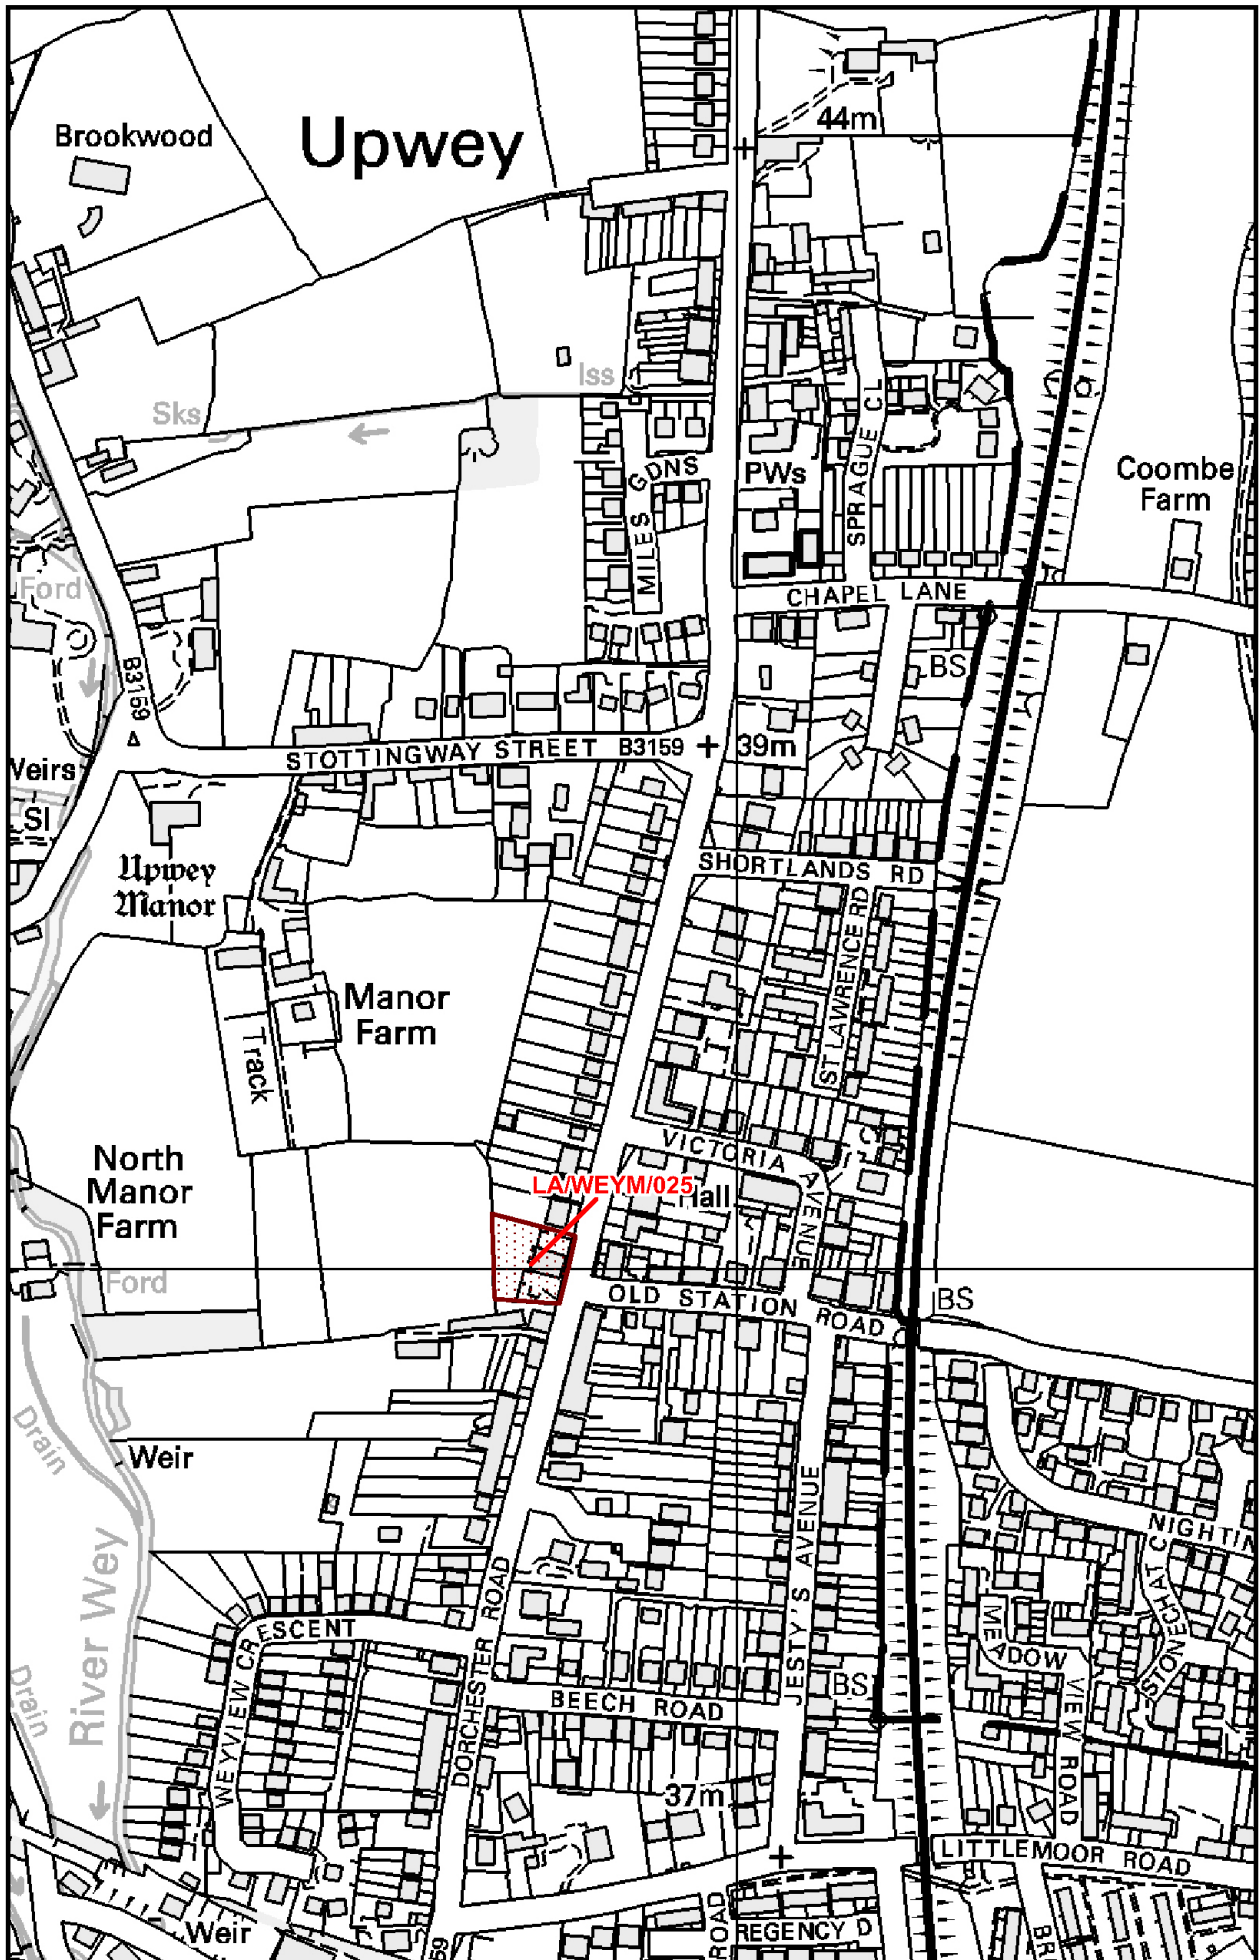 Upwey
Brookwood
44m
Iss
Sks
MILES GDNS
PWs
SPRAGUE CL
Coombe
Farm
Ford
CHAPEL LANE
BS
B3159
STOTTINGWAY STREET B3159
39m
SI
Upwey
Manor
SHORTLANDS RD
ST LAWRENCE RD
Manor
Farm
Track
VICTORIA AVENUE
North
Manor
Farm
LA/WEYM/025
Hall
Ford
OLD STATION ROAD
BS
Drain
Weir
River Wey
JESTY'S AVENUE
STONECHAT C
MEADOW VIEW ROAD
WEYVIEW CRESCENT
DORCHESTER ROAD
BEECH ROAD
BS
Drain
37m
LITTLEMOOR ROAD
Weir
ROAD
REGENCY D